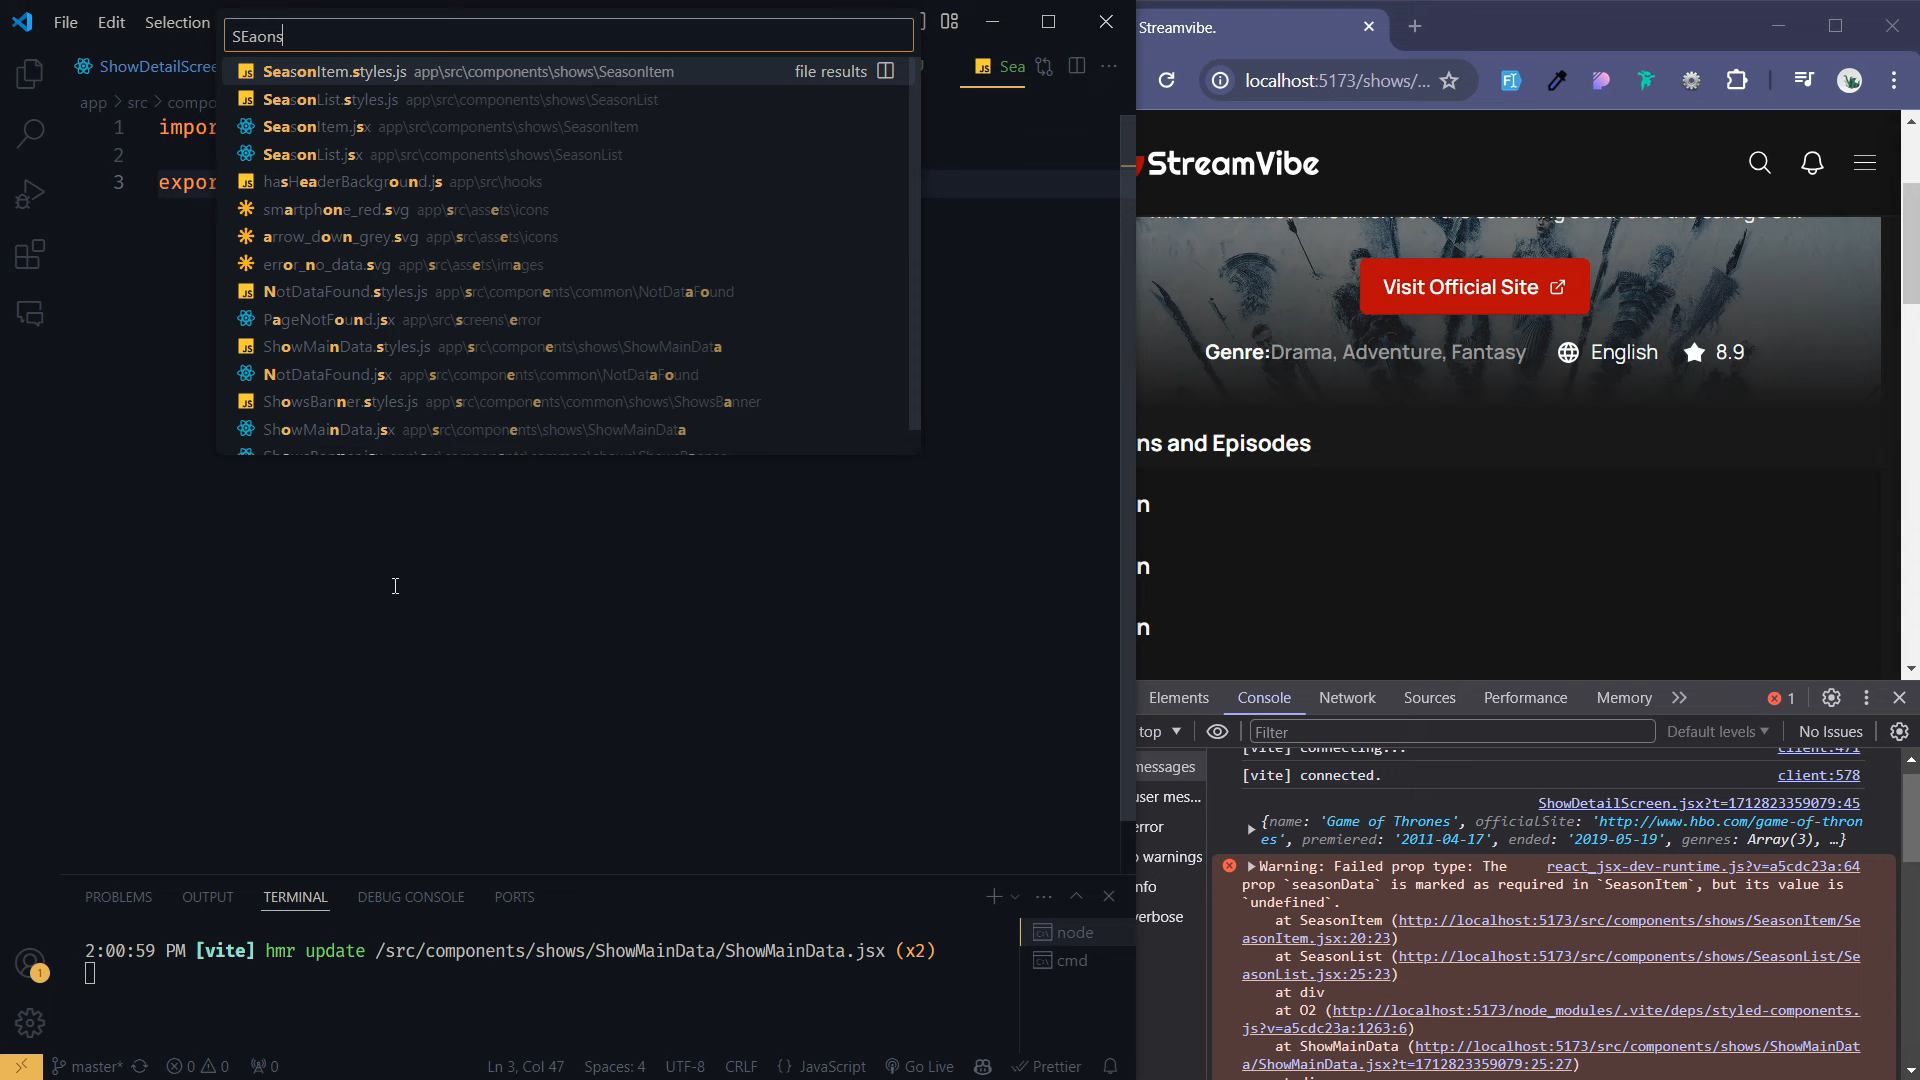 File Edit Selection
SEaons
ShowDetailScree
Sea
SeasonItem.styles.js app\src\components\shows\SeasonItem file results
SeasonList.styles.js app\src\components\shows\SeasonList
SeasonItem.jsx app\src\components\shows\SeasonItem
SeasonList.jsx app\src\components\shows\SeasonList
hasHeaderBackground.js app\src\hooks
smartphone_red.svg app\src\assets\icons
arrow_down_grey.svg app\src\assets\icons
error_no_data.svg app\src\assets\images
NotDataFound.styles.js app\src\components\common\NotDataFound
PageNotFound.jsx app\src\screens\error
ShowMainData.styles.js app\src\components\shows\ShowMainData
NotDataFound.jsx app\src\components\common\NotDataFound
ShowsBanner.styles.js app\src\components\common\shows\ShowsBanner
ShowMainData.jsx app\src\components\shows\ShowMainData
app > src > compo
1 impor
2
3 expor
PROBLEMS OUTPUT TERMINAL DEBUG CONSOLE PORTS
2:00:59 PM [vite] hmr update /src/components/shows/ShowMainData/ShowMainData.jsx (x2)
node
cmd
1
master* 0 0 0 Ln 3, Col 47 Spaces: 4 UTF-8 CRLF {} JavaScript Go Live Prettier
Streamvibe.
localhost:5173/shows/...
StreamVibe
Visit Official Site
Genre:Drama, Adventure, Fantasy English 8.9
ns and Episodes
n
n
n
Elements Console Network Sources Performance Memory 1
top Filter Default levels No Issues
messages
user mes...
error
o warnings
nfo
verbose
[vite] connecting... client:471
[vite] connected. client:578
ShowDetailScreen.jsx?t=1712823359079:45
{name: 'Game of Thrones', officialSite: 'http://www.hbo.com/game-of-thron
es', premiered: '2011-04-17', ended: '2019-05-19', genres: Array(3), …}
Warning: Failed prop type: The react_jsx-dev-runtime.js?v=a5cdc23a:64
prop `seasonData` is marked as required in `SeasonItem`, but its value is
`undefined`.
at SeasonItem (http://localhost:5173/src/components/shows/SeasonItem/Se
asonItem.jsx:20:23)
at SeasonList (http://localhost:5173/src/components/shows/SeasonList/Se
asonList.jsx:25:23)
at div
at O2 (http://localhost:5173/node_modules/.vite/deps/styled-components.
js?v=a5cdc23a:1263:6)
at ShowMainData (http://localhost:5173/src/components/shows/ShowMainDat
a/ShowMainData.jsx?t=1712823359079:25:27)